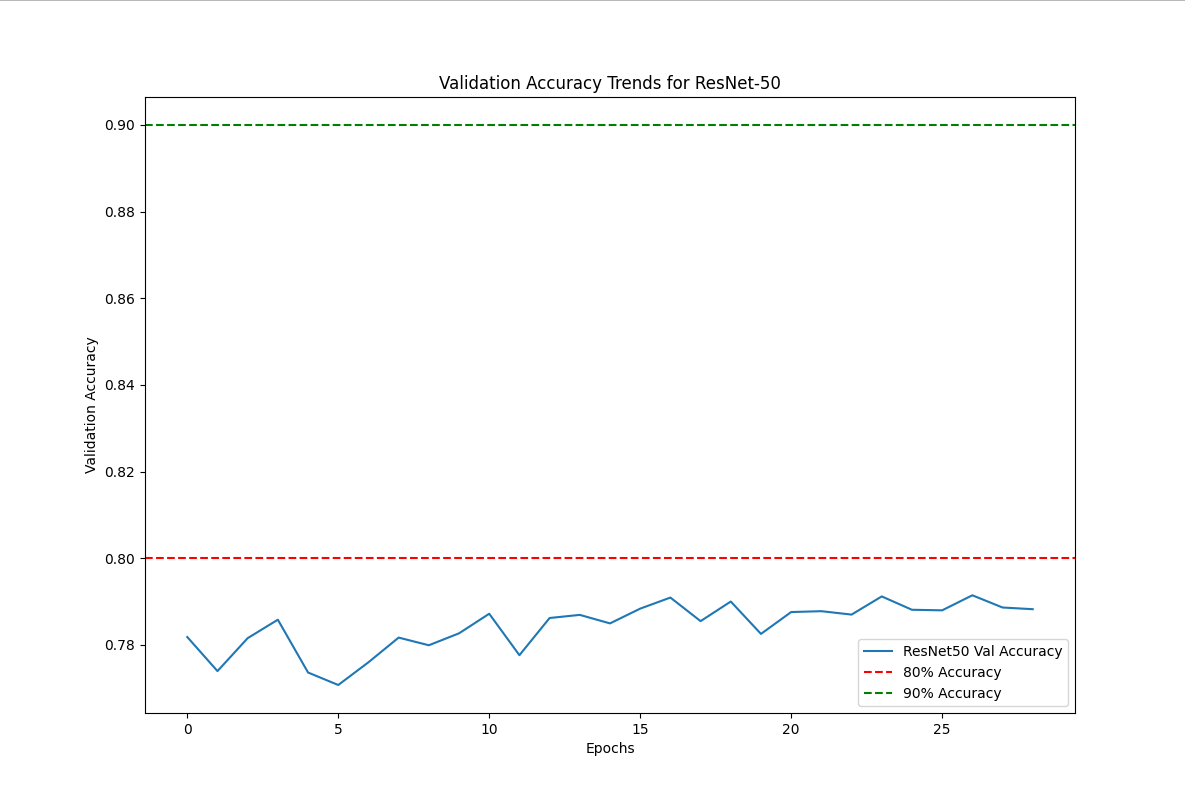 Validation Accuracy Trends for ResNet-50
0.90
0.88
0.86
0.84
0.82
0.80
0.78
Validation Accuracy
0
5
10
15
20
25
Epochs
ResNet50 Val Accuracy
80% Accuracy
90% Accuracy